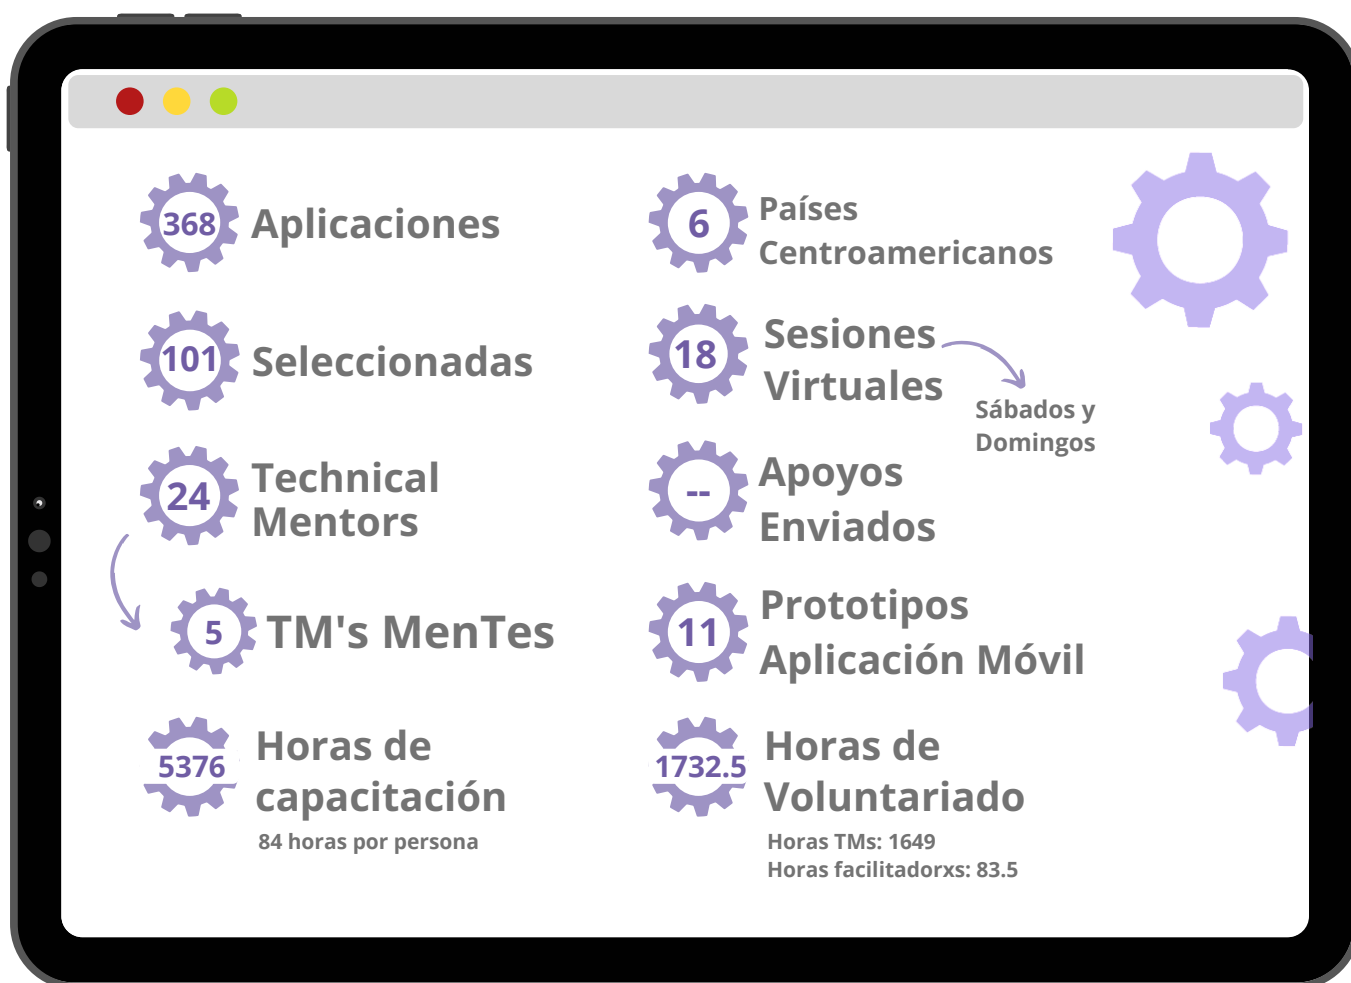 368 Aplicaciones
101 Seleccionadas
24 Technical
Mentors
5 TM's MenTes
5376 Horas de
capacitación
84 horas por persona
6 Países
Centroamericanos
18 Sesiones
Virtuales
Sábados y
Domingos
-- Apoyos
Enviados
11 Prototipos
Aplicación Móvil
1732.5 Horas de
Voluntariado
Horas TMs: 1649
Horas facilitadorxs: 83.5